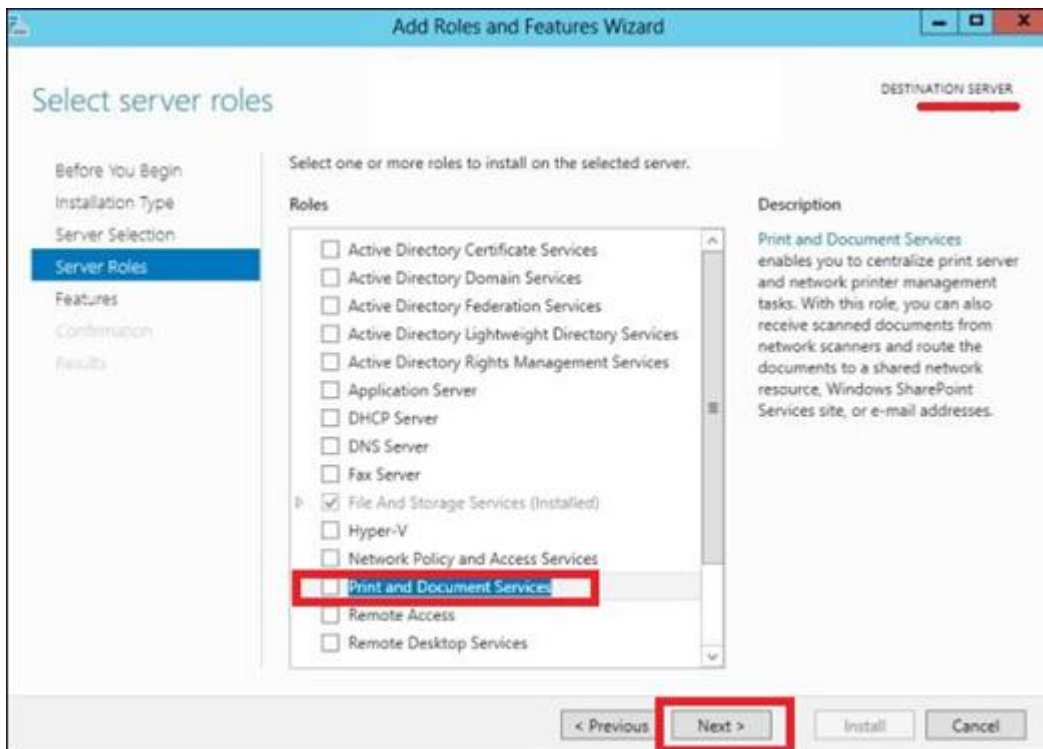 Add Roles and Features Wizard
Select server roles
DESTINATION SERVER
Before You Begin
Installation Type
Server Selection
Server Roles
Features
Confirmation
Results
Select one or more roles to install on the selected server.
Roles
Active Directory Certificate Services
Active Directory Domain Services
Active Directory Federation Services
Active Directory Lightweight Directory Services
Active Directory Rights Management Services
Application Server
DHCP Server
DNS Server
Fax Server
File And Storage Services (Installed)
Hyper-V
Network Policy and Access Services
Print and Document Services
Remote Access
Remote Desktop Services
Description
Print and Document Services
enables you to centralize print server
and network printer management
tasks. With this role, you can also
receive scanned documents from
network scanners and route the
documents to a shared network
resource, Windows SharePoint
Services site, or e-mail addresses.
< Previous
Next >
Install
Cancel